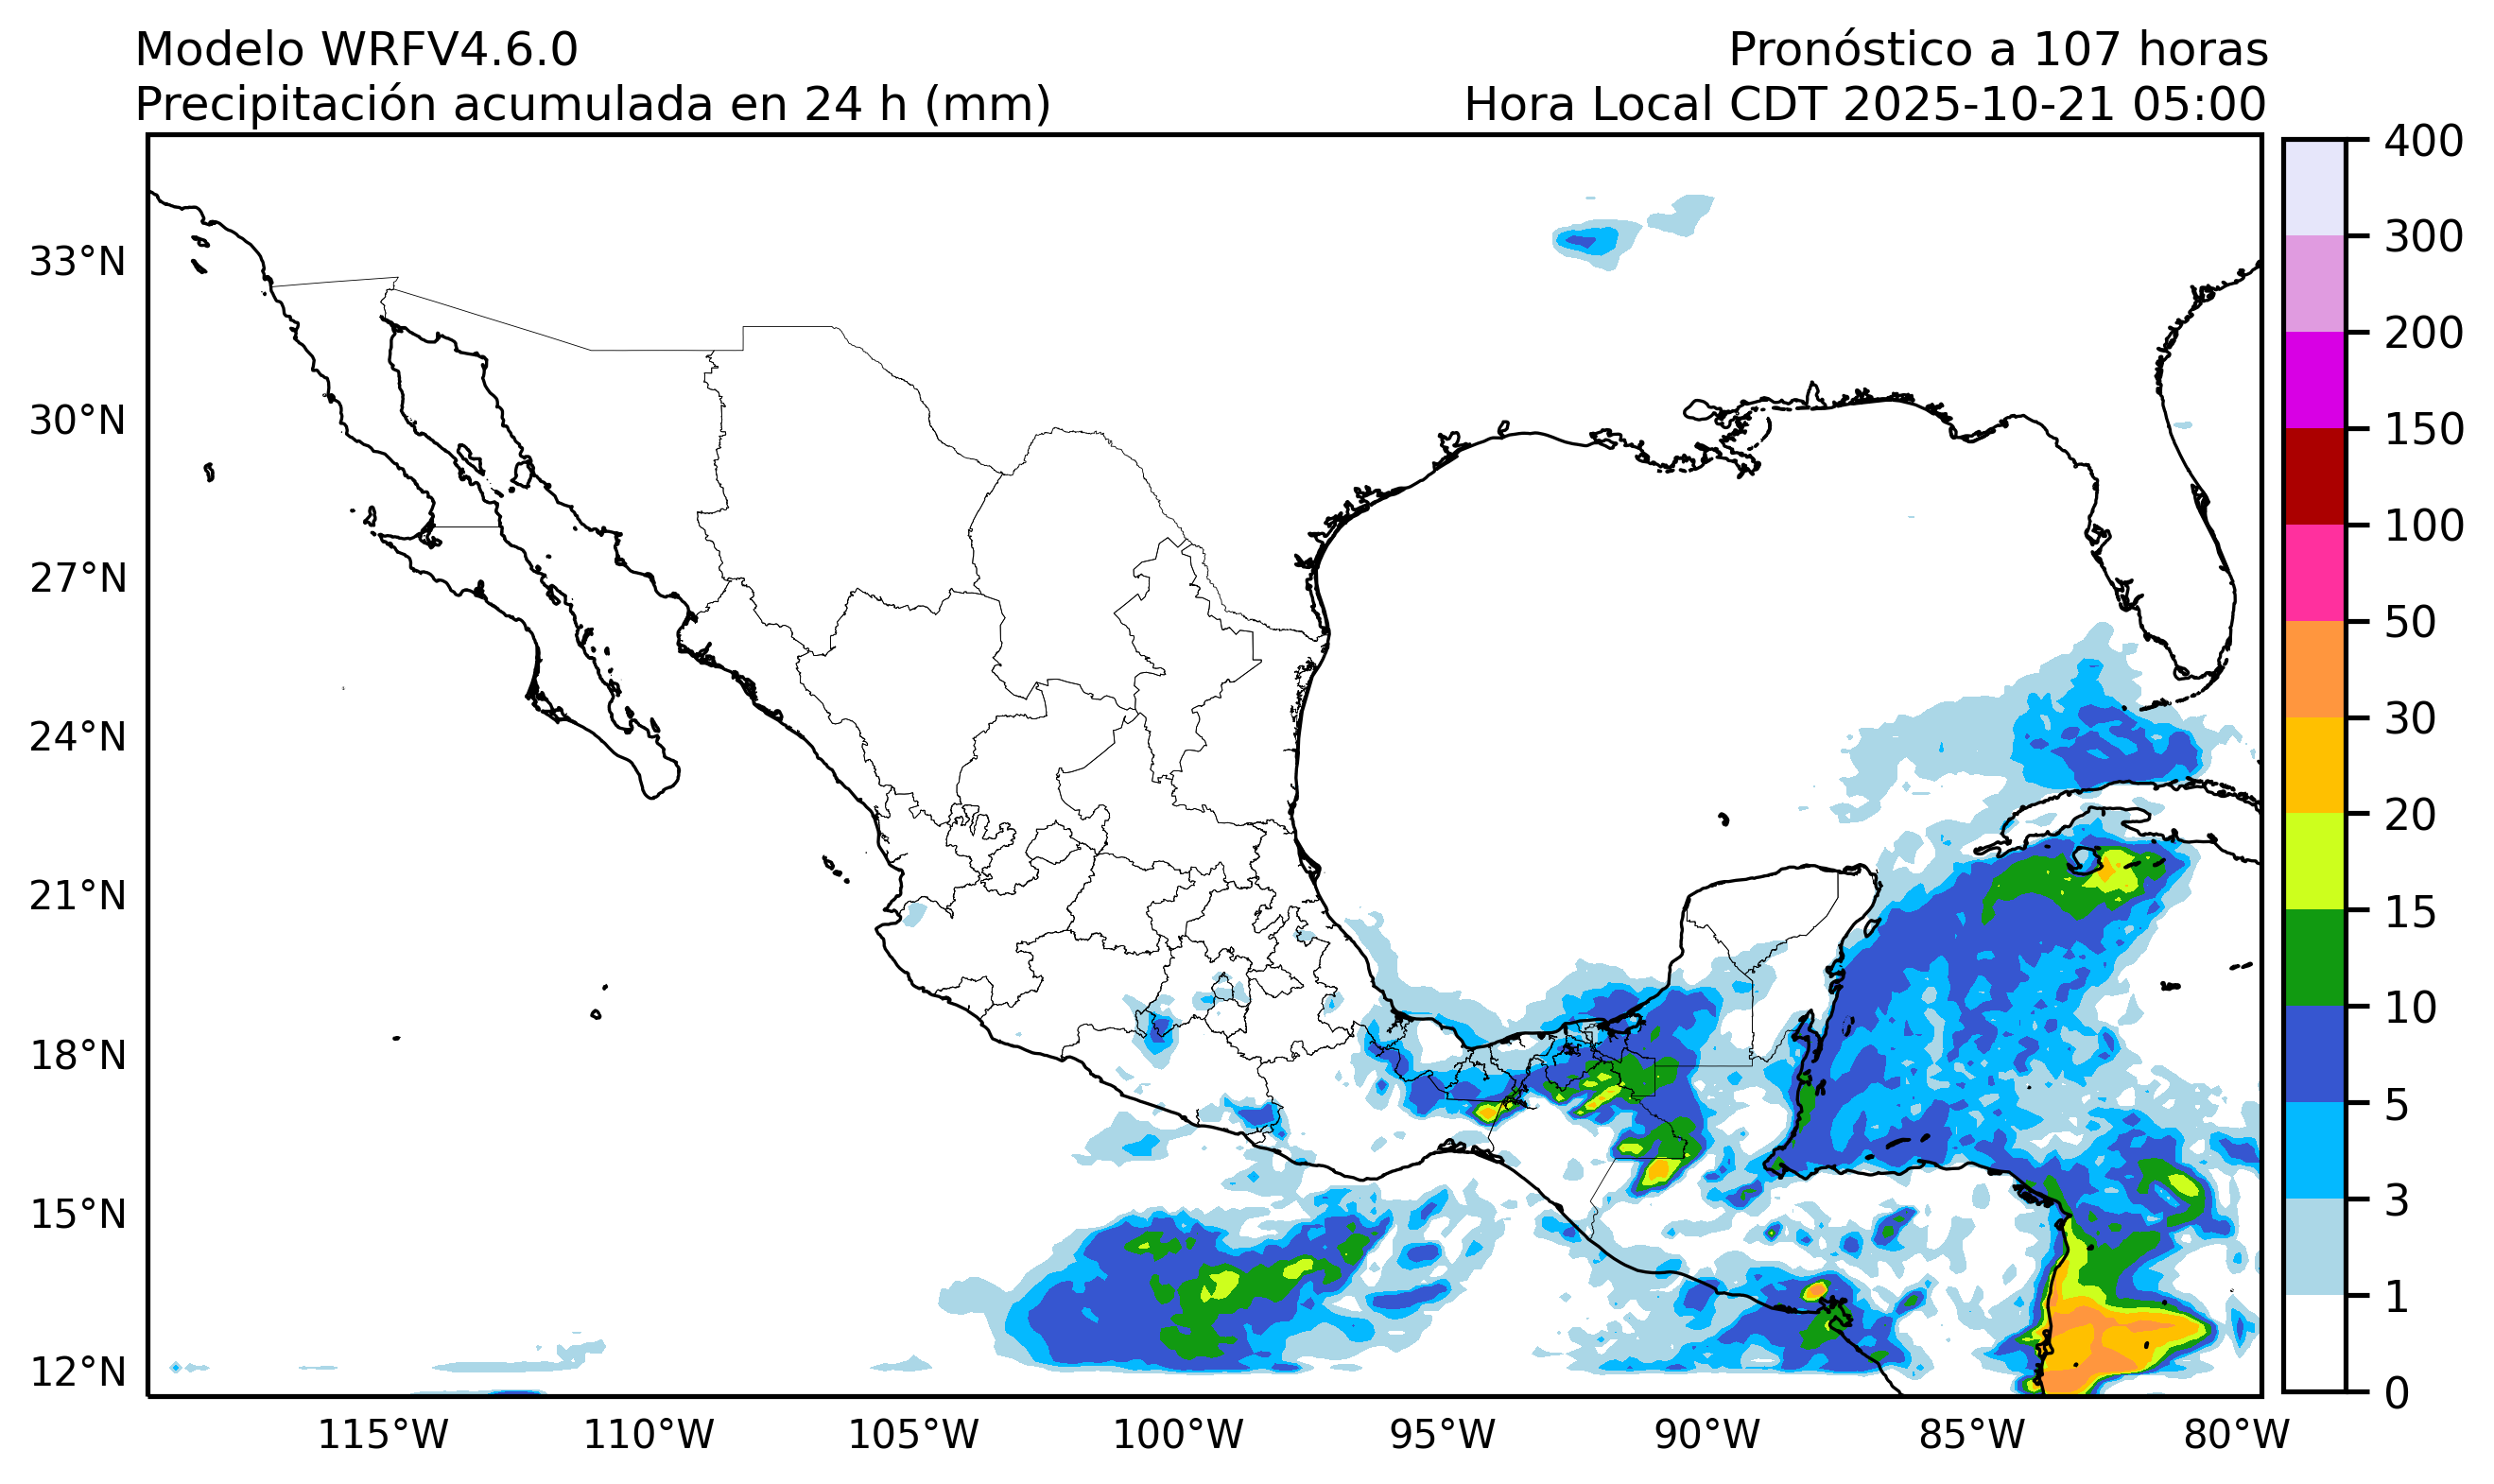 Modelo WRFV4.6.0
Pronóstico a 107 horas
Precipitación acumulada en 24 h (mm)
Hora Local CDT 2025-10-21 05:00
400
300
200
150
100
50
30
20
15
10
5
3
1
0
33°N
30°N
27°N
24°N
21°N
18°N
15°N
12°N
115°W
110°W
105°W
100°W
95°W
90°W
85°W
80°W